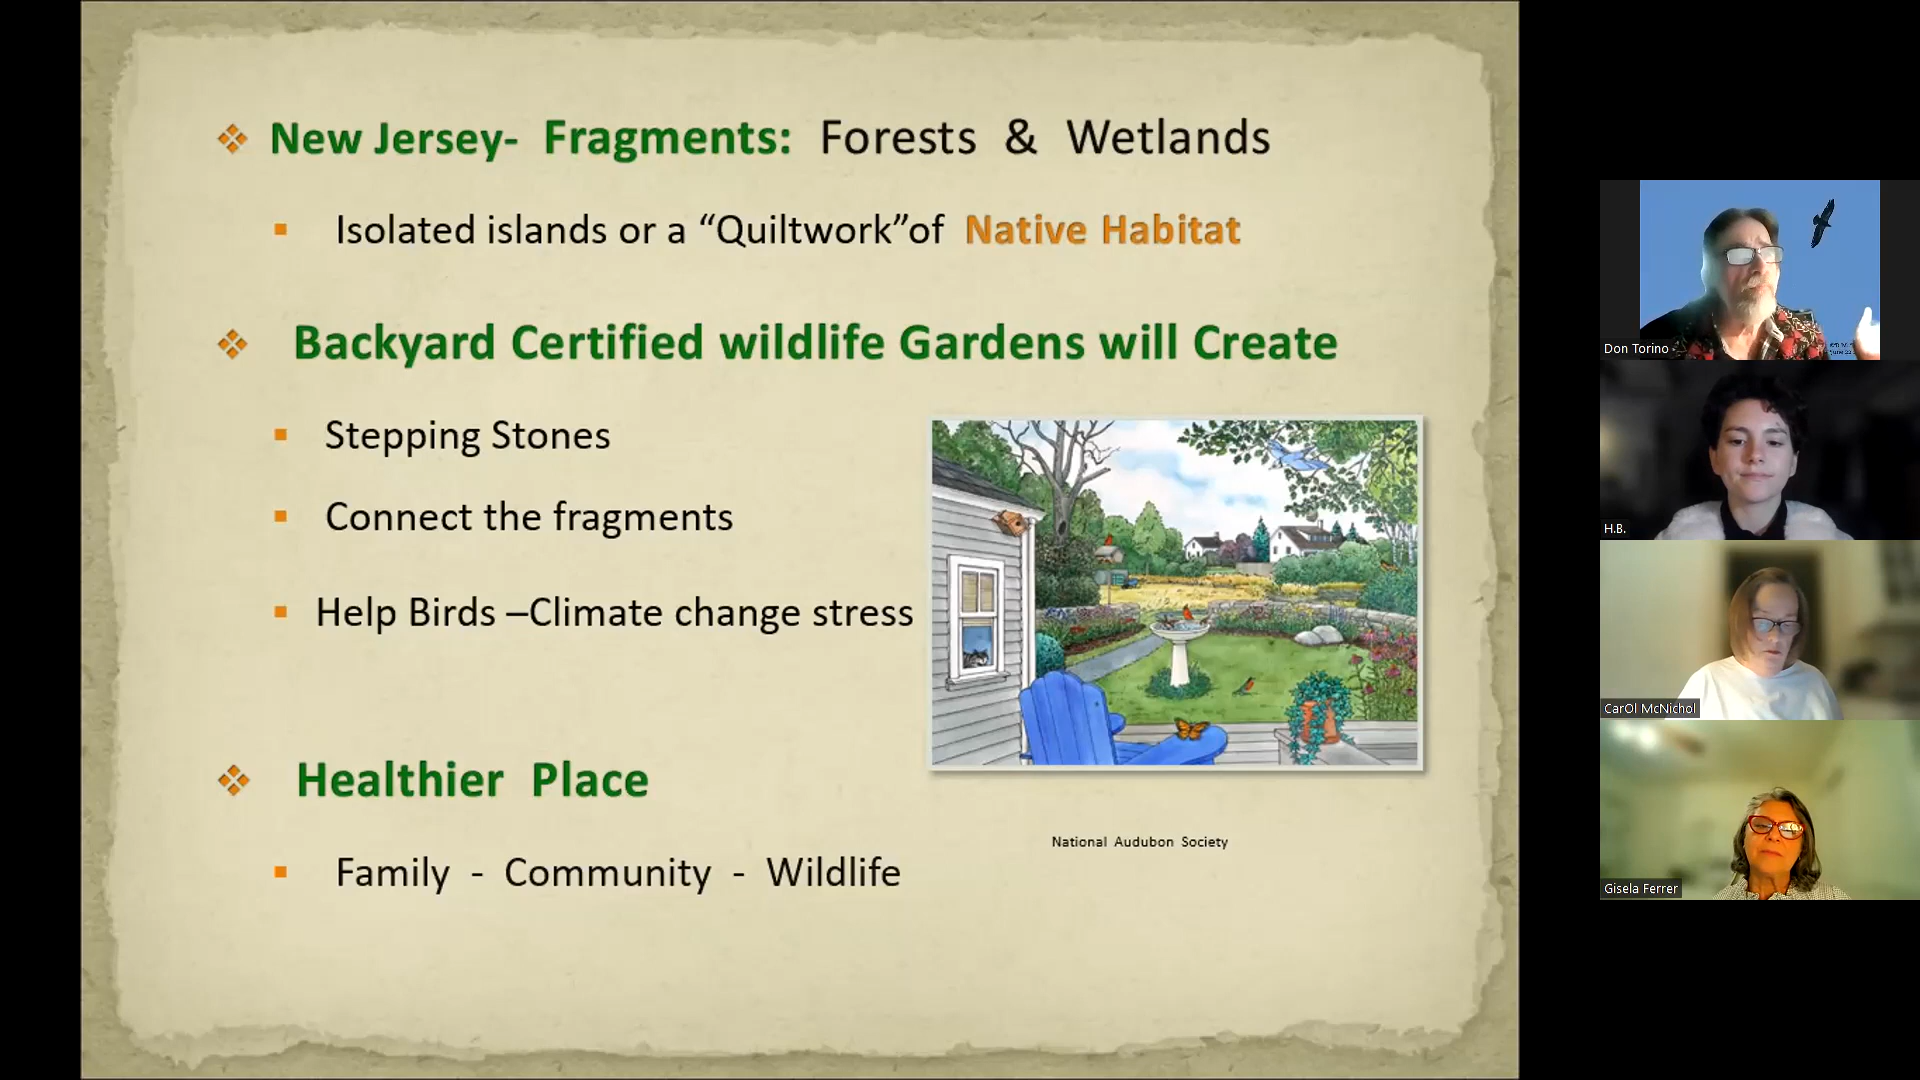 New Jersey- Fragments: Forests & Wetlands
Isolated islands or a “Quiltwork”of Native Habitat
Backyard Certified wildlife Gardens will Create
Stepping Stones
Connect the fragments
Help Birds –Climate change stress
Healthier Place
Family - Community - Wildlife
National Audubon Society
Don Torino
H.B.
CarOl McNichol
Gisela Ferrer